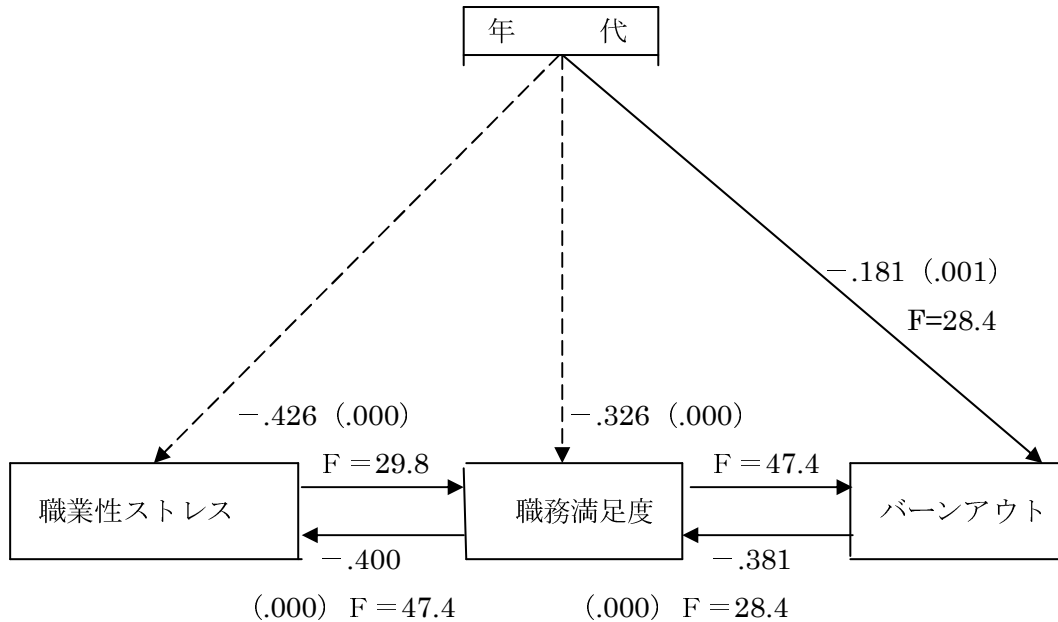 年　　代
－.181（.001）
F=28.4
－.426（.000）
－.326（.000）
F＝29.8
F＝47.4
職業性ストレス
職務満足度
バーンアウト
－.400
－.381
（.000）F＝47.4
（.000）F＝28.4